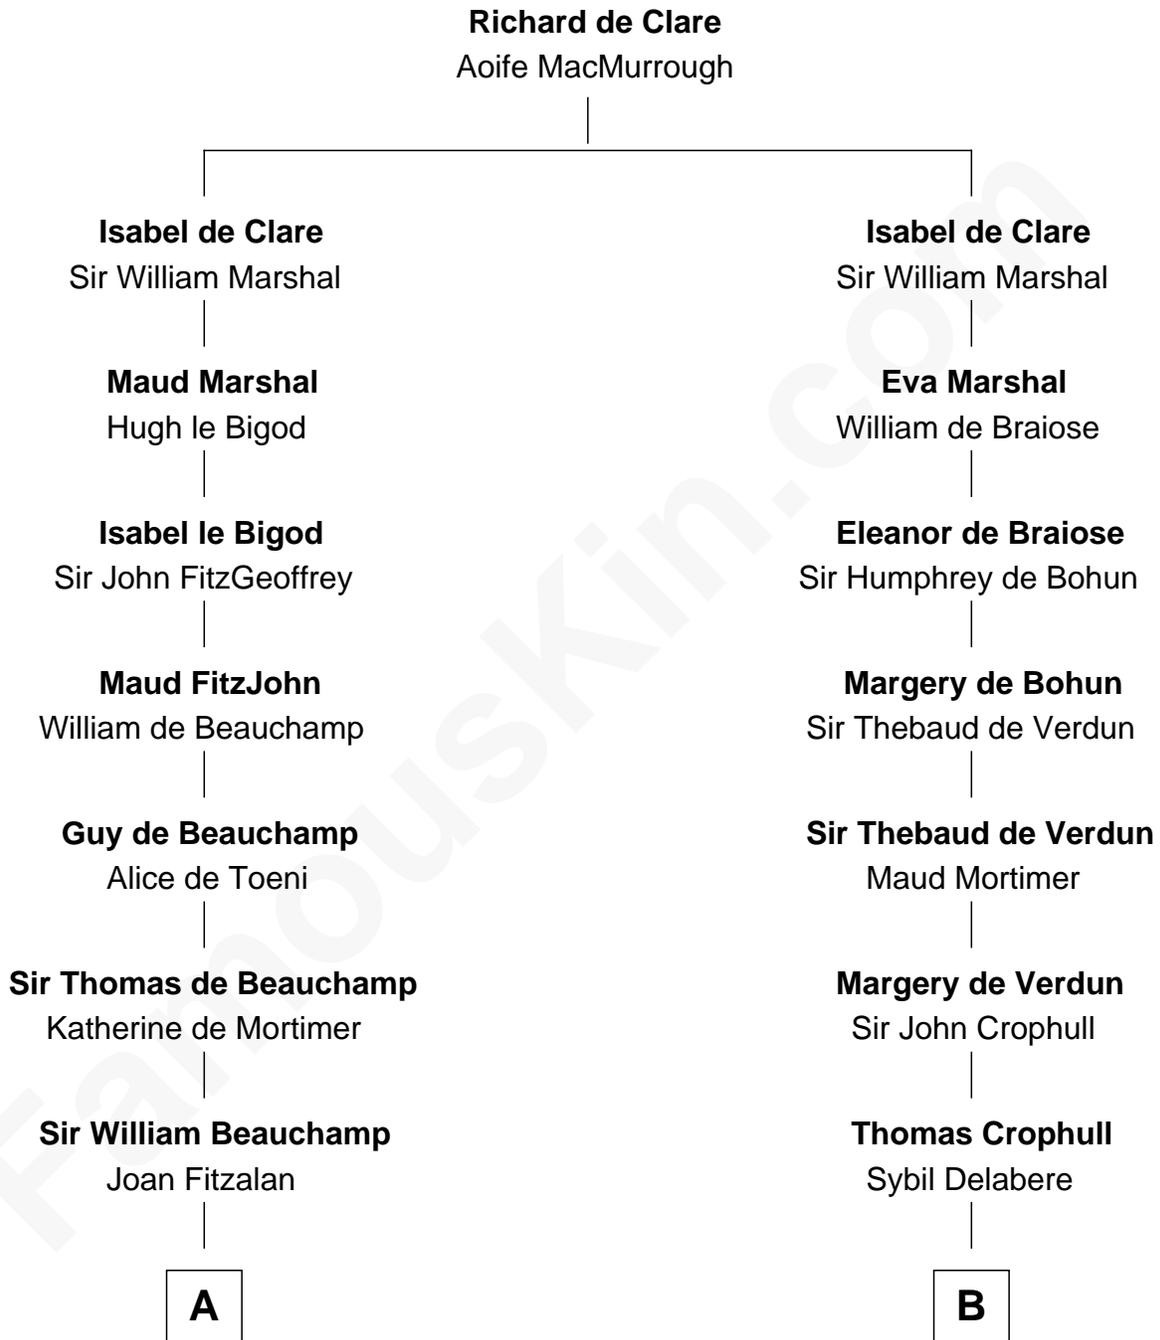 Richard de Clare
Aoife MacMurrough
Isabel de Clare
Sir William Marshal
Maud Marshal
Hugh le Bigod
Isabel le Bigod
Sir John FitzGeoffrey
Maud FitzJohn
William de Beauchamp
Guy de Beauchamp
Alice de Toeni
Sir Thomas de Beauchamp
Katherine de Mortimer
Sir William Beauchamp
Joan Fitzalan
A
Isabel de Clare
Sir William Marshal
Eva Marshal
William de Braiose
Eleanor de Braiose
Sir Humphrey de Bohun
Margery de Bohun
Sir Thebaud de Verdun
Sir Thebaud de Verdun
Maud Mortimer
Margery de Verdun
Sir John Crophull
Thomas Crophull
Sybil Delabere
B
FamousKin.com